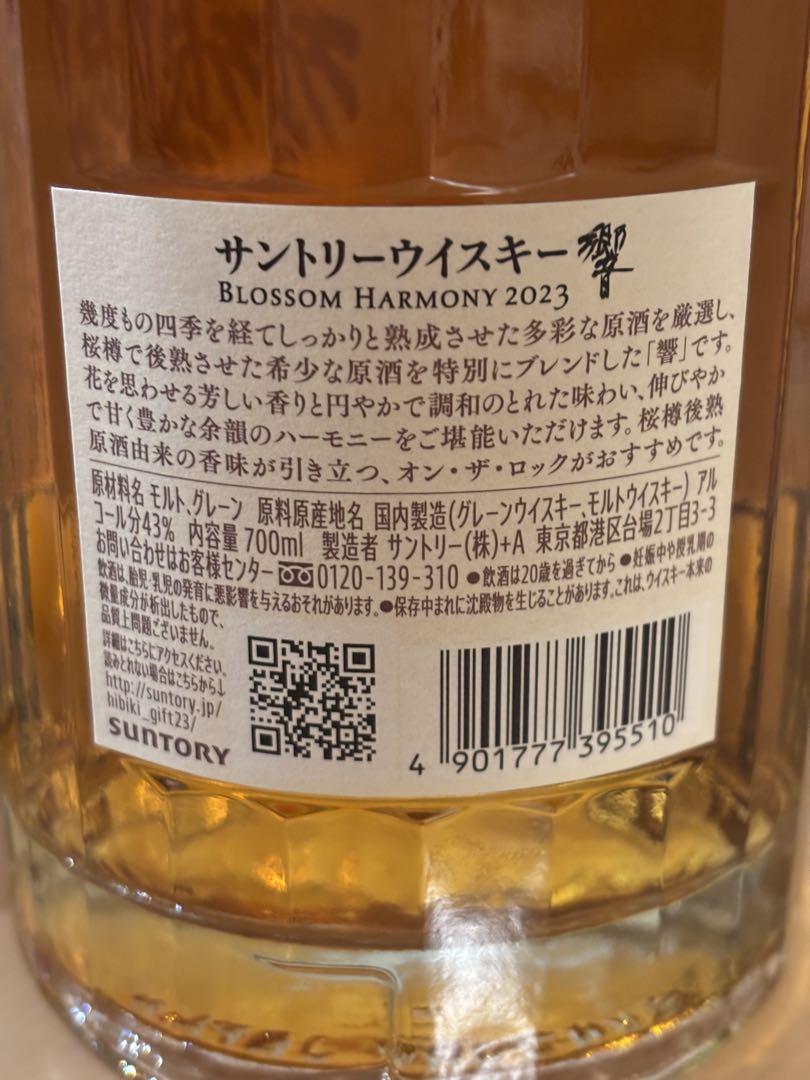 サントリーウイスキー 響
BLOSSOM HARMONY 2023
幾度もの四季を経てしっかりと熟成させた多彩な原酒を厳選し、
桜樽で後熟させた希少な原酒を特別にブレンドした「響」です。
花を思わせる芳しい香りと円やかで調和のとれた味わい、伸びやか
で甘く豊かな余韻のハーモニーをご堪能いただけます。桜樽後熟
原酒由来の香味が引き立つ、オン・ザ・ロックがおすすめです。
原材料名 モルト、グレーン 原料原産地名 国内製造(グレーンウイスキー、モルトウイスキー) アル
コール分43% 内容量700ml 製造者 サントリー(株)+A 東京都港区台場2丁目3-3
お問い合わせはお客様センター 0120-139-310 ●飲酒は20歳を過ぎてから ●妊娠中や授乳期の
飲酒は、胎児・乳児の発育に悪影響を与えるおそれがあります。●保存中まれに沈殿物を生じることがあります。これは、ウイスキー本来の
微量成分が析出したもので、
品質上問題ございません。
詳細はこちらにアクセスください。
読みとれない場合はこちらから↓
http://suntory.jp/
hibiki_gift23/
SUNTORY
4 901777 395510